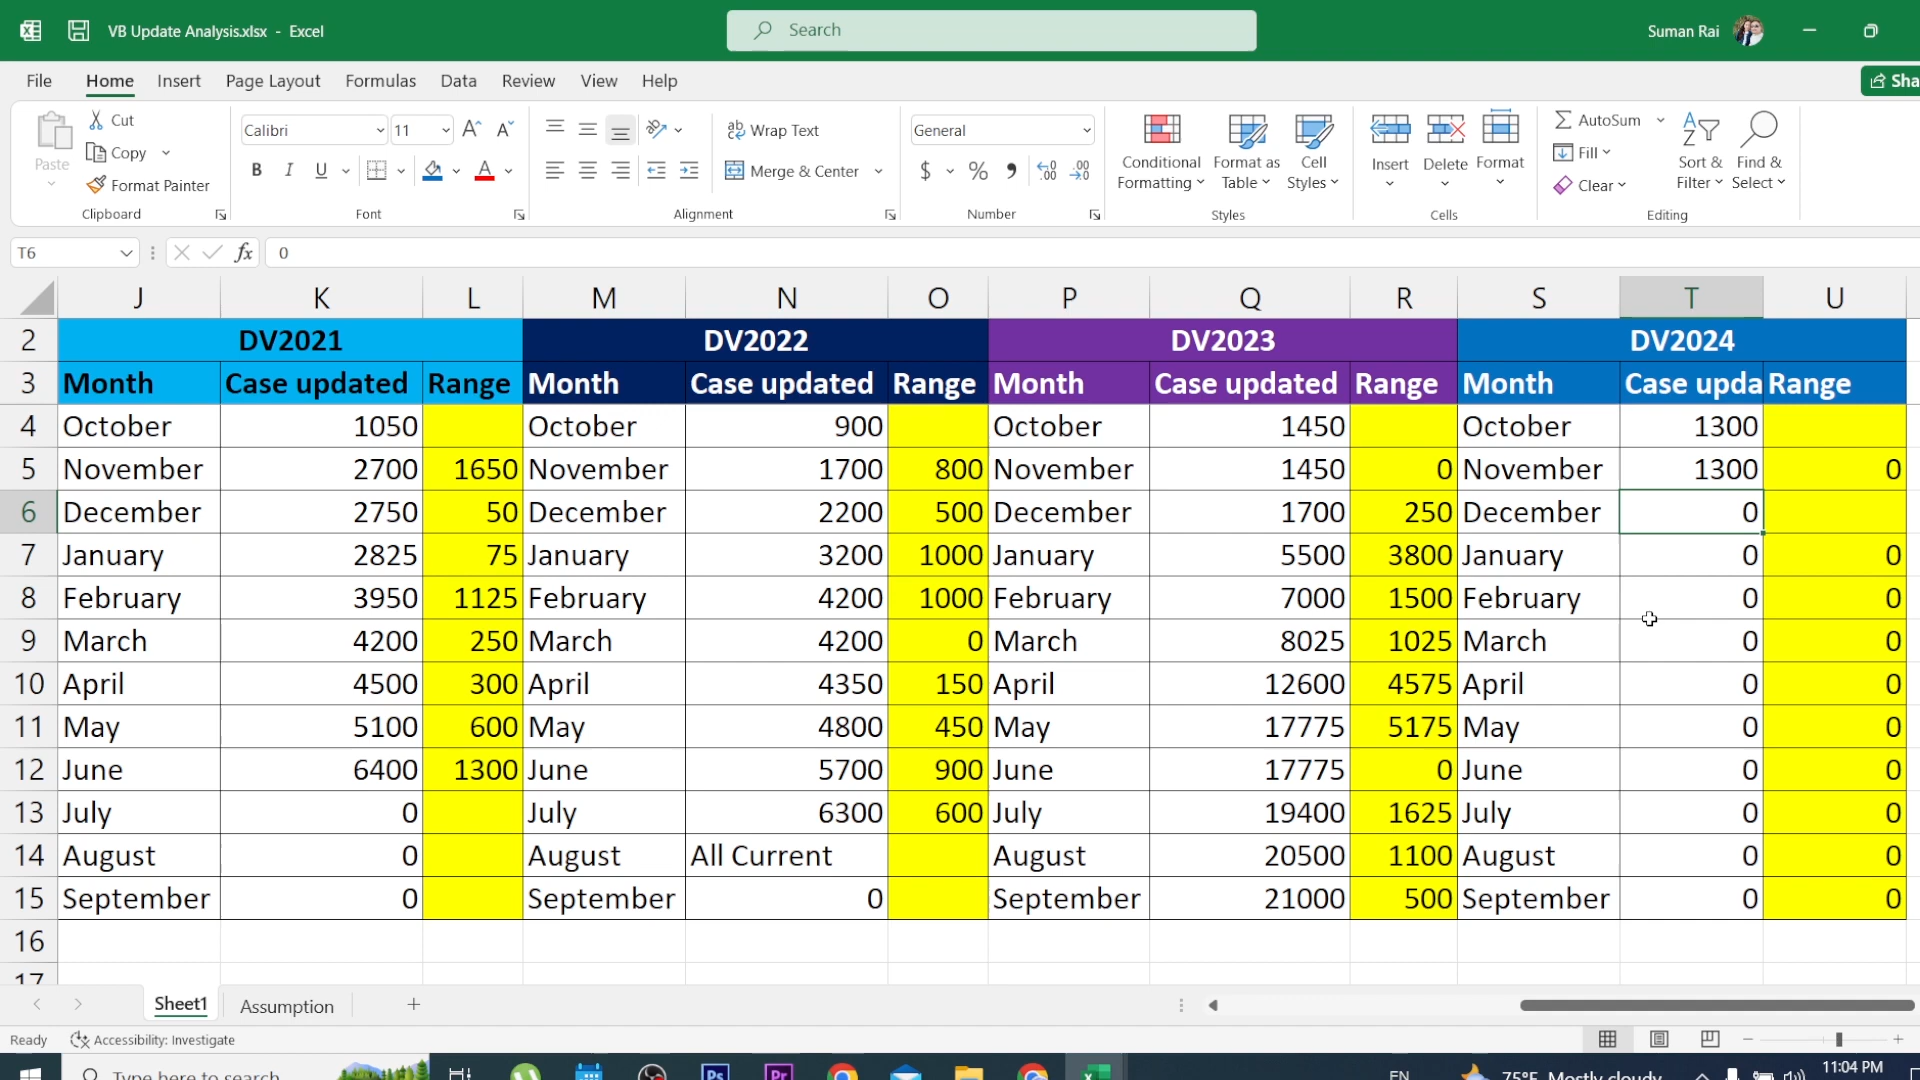 VB Update Analysis.xlsx - Excel
Search
Suman Rai
File Home Insert Page Layout Formulas Data Review View Help
Sha
Paste
Cut
Copy
Format Painter
Clipboard
Calibri 11
B I U
Font
Wrap Text
Merge & Center
Alignment
General
$ % ,
Number
Conditional Formatting
Format as Table
Cell Styles
Styles
Insert
Delete
Format
Cells
AutoSum
Fill
Clear
Sort & Filter
Find & Select
Editing
T6 fx 0
J K L M N O P Q R S T U
2 DV2021 DV2022 DV2023 DV2024
3 Month Case updated Range Month Case updated Range Month Case updated Range Month Case upda Range
4 October 1050 October 900 October 1450 October 1300
5 November 2700 1650 November 1700 800 November 1450 0 November 1300 0
6 December 2750 50 December 2200 500 December 1700 250 December 0
7 January 2825 75 January 3200 1000 January 5500 3800 January 0 0
8 February 3950 1125 February 4200 1000 February 7000 1500 February 0 0
9 March 4200 250 March 4200 0 March 8025 1025 March 0 0
10 April 4500 300 April 4350 150 April 12600 4575 April 0 0
11 May 5100 600 May 4800 450 May 17775 5175 May 0 0
12 June 6400 1300 June 5700 900 June 17775 0 June 0 0
13 July 0 July 6300 600 July 19400 1625 July 0 0
14 August 0 August All Current August 20500 1100 August 0 0
15 September 0 September 0 September 21000 500 September 0 0
16
17
Sheet1 Assumption
Ready Accessibility: Investigate
Type here to search
Ps
Pr
EN
75°F Mostly cloudy
11:04 PM